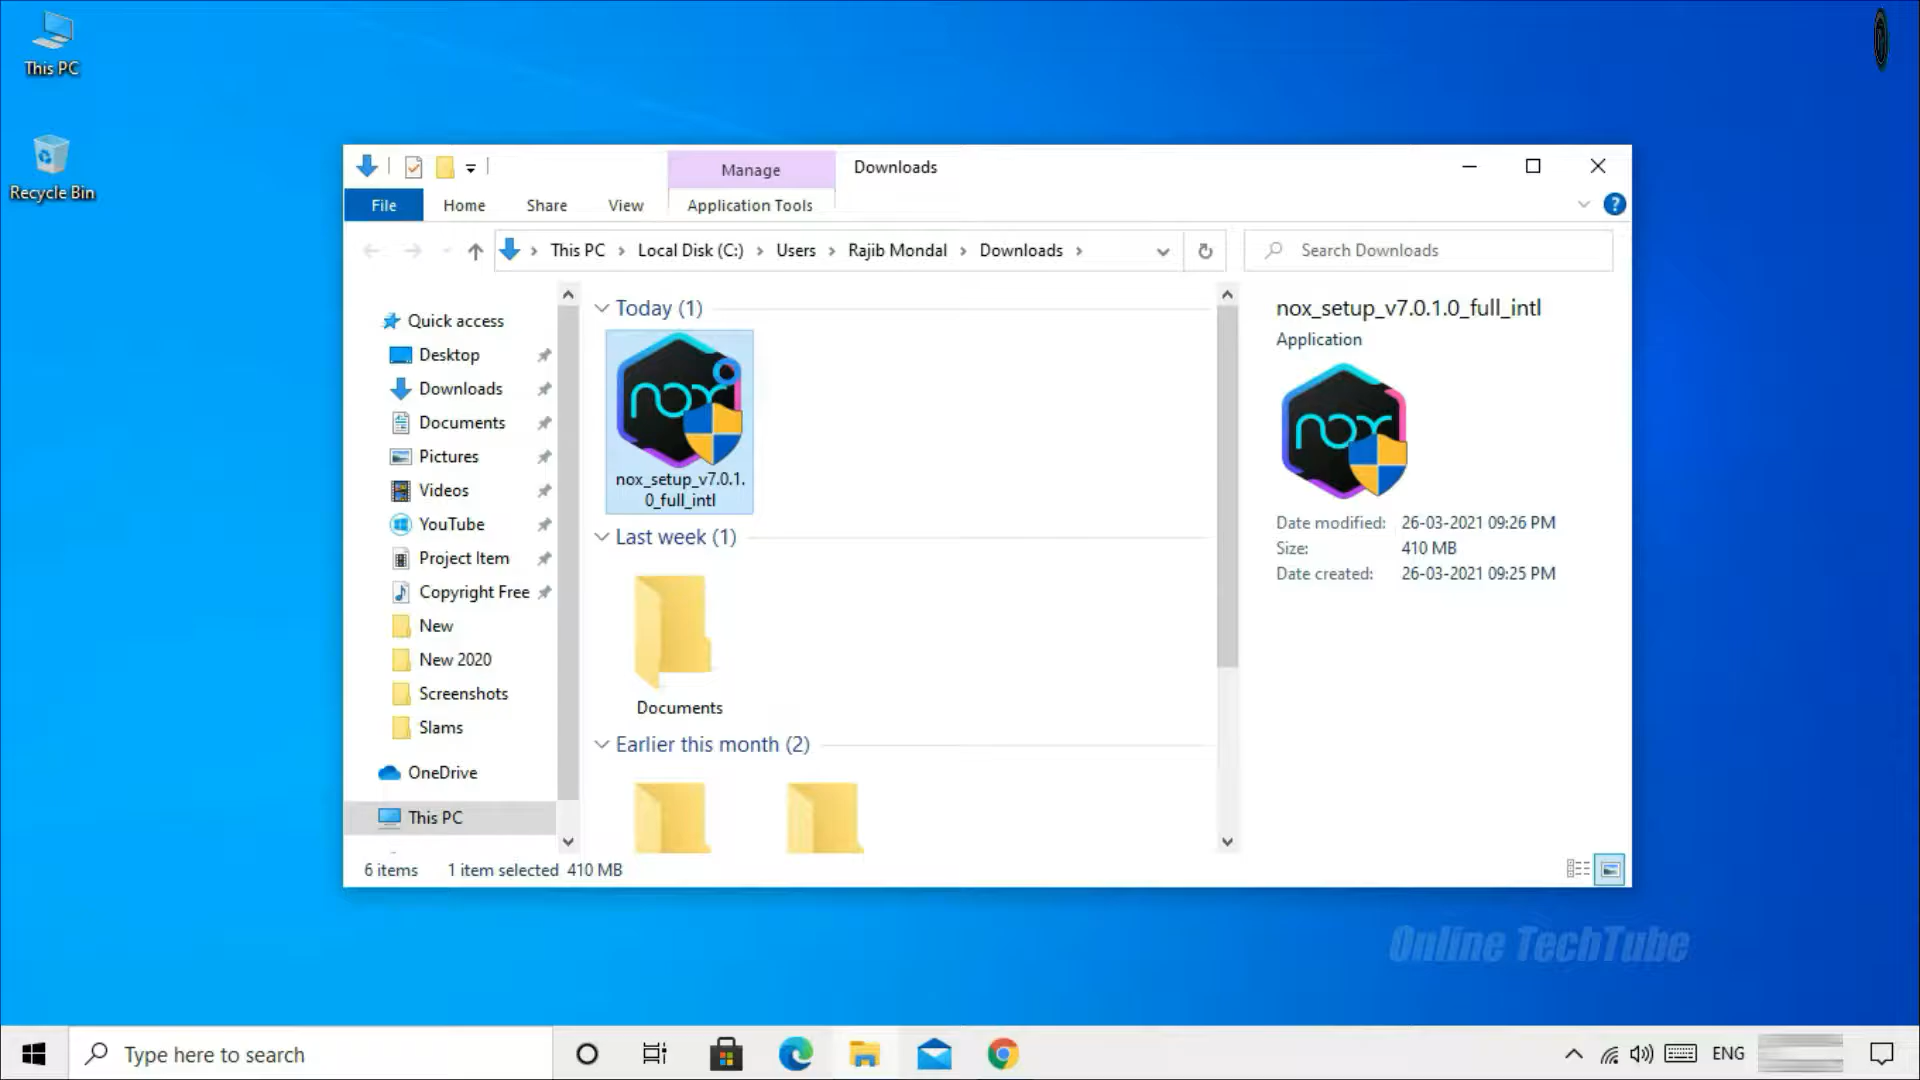 This PC
Recycle Bin
Manage
Downloads
File
Home
Share
View
Application Tools
This PC
Local Disk (C:)
Users
Rajib Mondal
Downloads
Search Downloads
Quick access
Desktop
Downloads
Documents
Pictures
Videos
YouTube
Project Item
Copyright Free
New
New 2020
Screenshots
Slams
OneDrive
This PC
Today (1)
nox
nox_setup_v7.0.1.
0_full_intl
Last week (1)
Documents
Earlier this month (2)
nox_setup_v7.0.1.0_full_intl
Application
nox
Date modified: 26-03-2021 09:26 PM
Size: 410 MB
Date created: 26-03-2021 09:25 PM
6 items
1 item selected 410 MB
Online TechTube
Type here to search
ENG